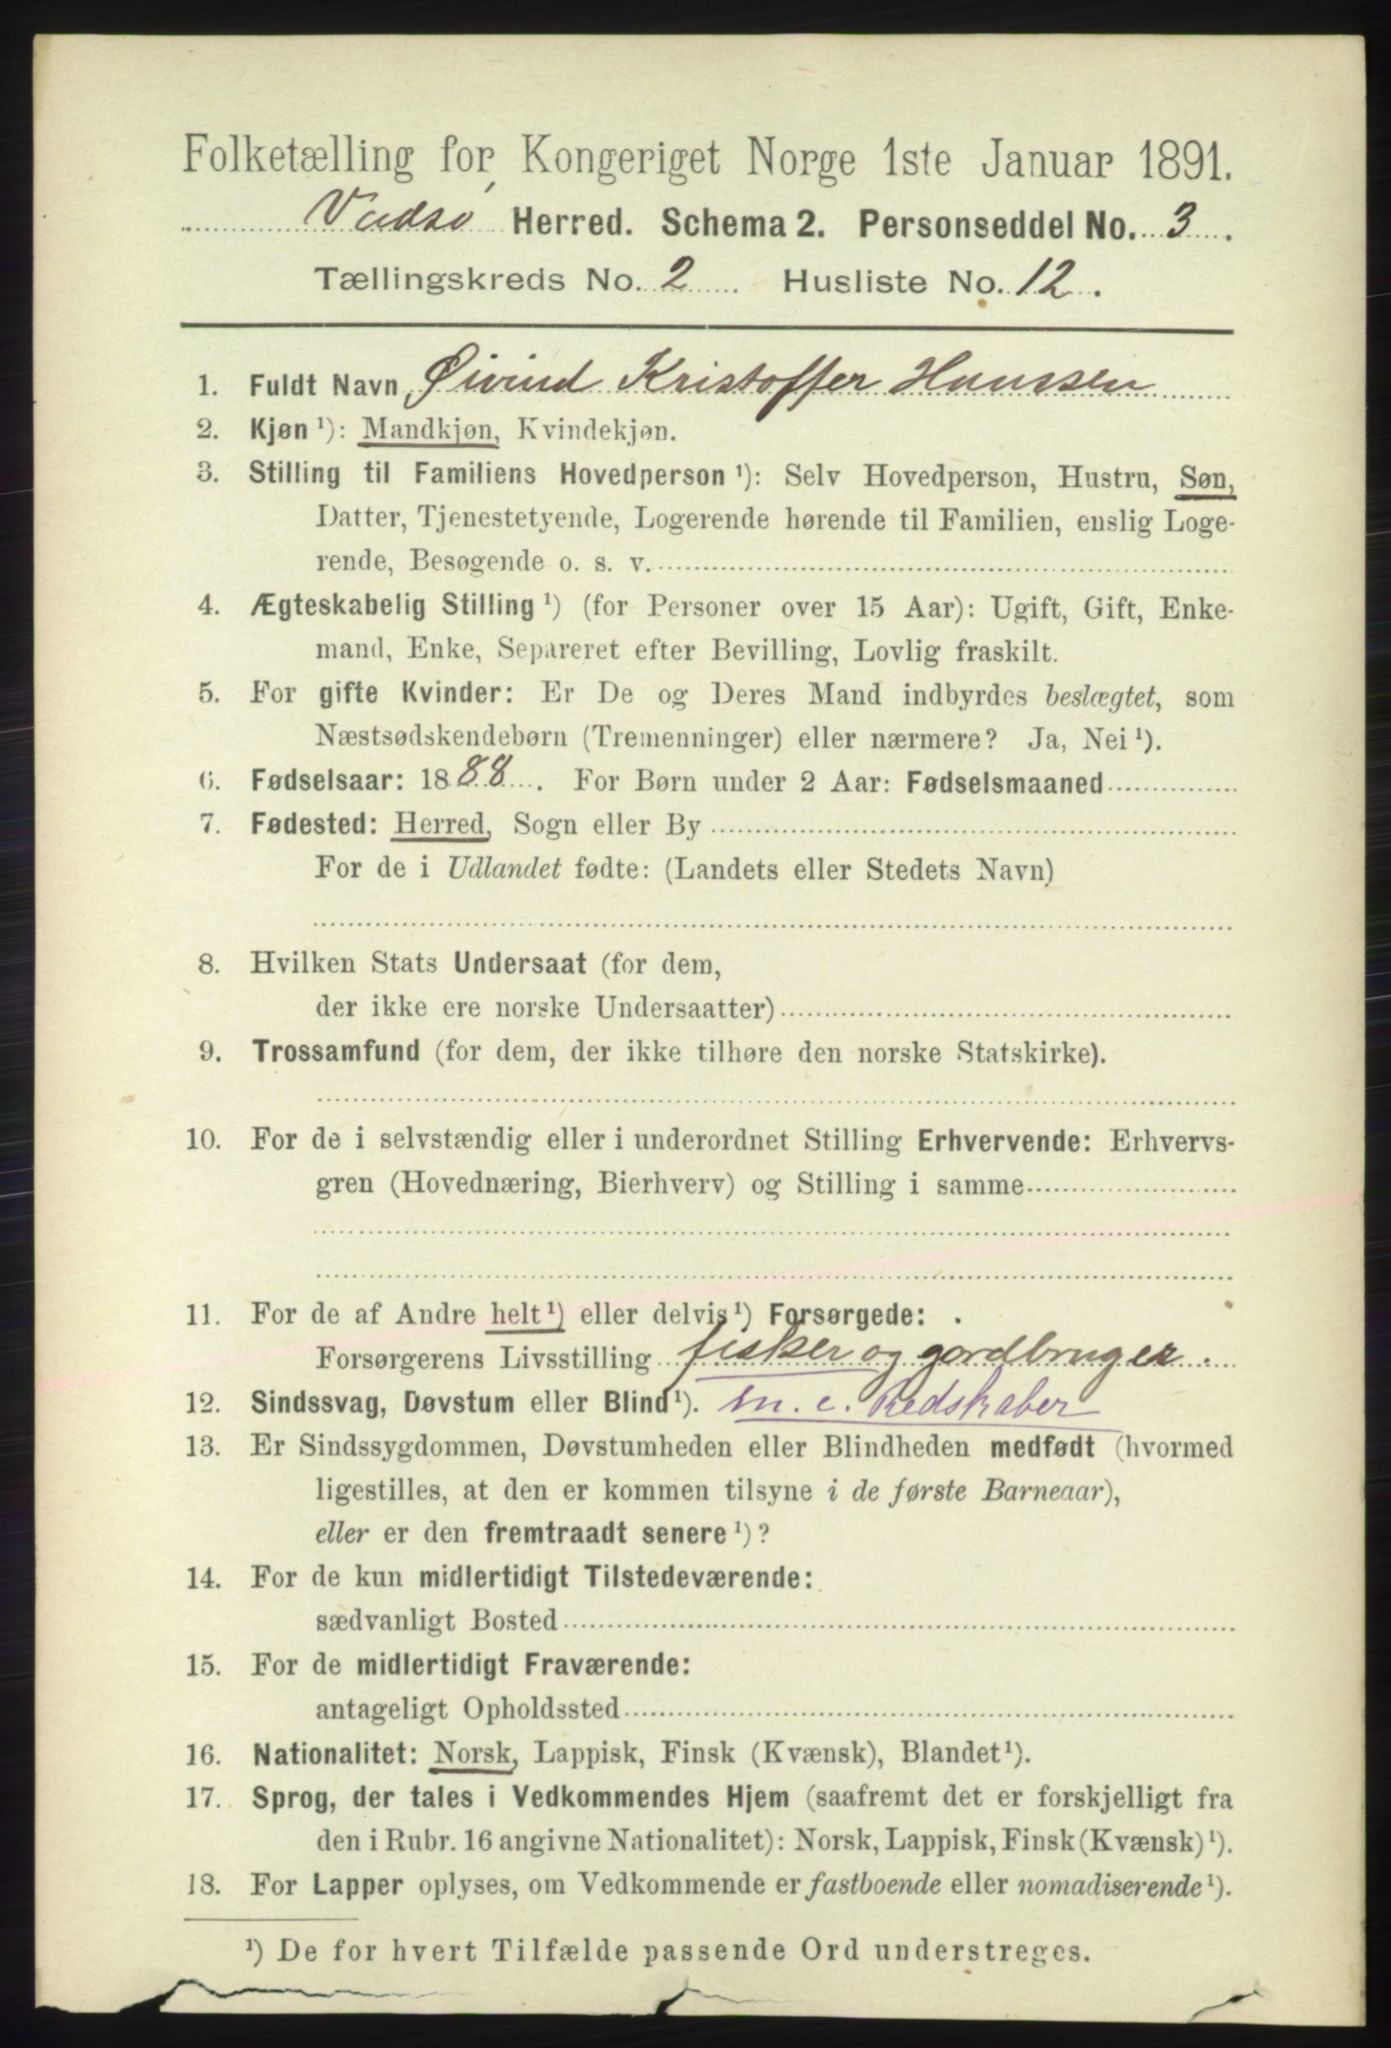 Folketælling for Kongeriget Norge 1ste Januar 1891.
Vadsø Herred. Schema 2. Personseddel No. 3.
Tællingskreds No. 2 Husliste No. 12.
1. Fuldt Navn Øivind Kristoffer Hanssen
2. Kjøn ¹): Mandkjøn, Kvindekjøn.
3. Stilling til Familiens Hovedperson ¹): Selv Hovedperson, Hustru, Søn,
Datter, Tjenestetyende, Logerende hørende til Familien, enslig Loge-
rende, Besøgende o. s. v.
4. Ægteskabelig Stilling ¹) (for Personer over 15 Aar): Ugift, Gift, Enke-
mand, Enke, Separeret efter Bevilling, Lovlig fraskilt.
5. For gifte Kvinder: Er De og Deres Mand indbyrdes beslægtet, som
Næstsødskendebørn (Tremenninger) eller nærmere? Ja, Nei ¹).
6. Fødselsaar: 1888. For Børn under 2 Aar: Fødselsmaaned
7. Fødested: Herred, Sogn eller By
For de i Udlandet fødte: (Landets eller Stedets Navn)
8. Hvilken Stats Undersaat (for dem,
der ikke ere norske Undersaatter)
9. Trossamfund (for dem, der ikke tilhøre den norske Statskirke).
10. For de i selvstændig eller i underordnet Stilling Erhvervende: Erhvervs-
gren (Hovednæring, Bierhverv) og Stilling i samme
11. For de af Andre helt ¹) eller delvis ¹) Forsørgede:
Forsørgerens Livsstilling fisker og gordbruger.
12. Sindssvag, Døvstum eller Blind ¹). m. e. Redskaber
13. Er Sindssygdommen, Døvstumheden eller Blindheden medfødt (hvormed
ligestilles, at den er kommen tilsyne i de første Barneaar),
eller er den fremtraadt senere ¹)?
14. For de kun midlertidigt Tilstedeværende:
sædvanligt Bosted
15. For de midlertidigt Fraværende:
antageligt Opholdssted
16. Nationalitet: Norsk, Lappisk, Finsk (Kvænsk), Blandet ¹).
17. Sprog, der tales i Vedkommendes Hjem (saafremt det er forskjelligt fra
den i Rubr. 16 angivne Nationalitet): Norsk, Lappisk, Finsk (Kvænsk) ¹).
18. For Lapper oplyses, om Vedkommende er fastboende eller nomadiserende ¹).
¹) De for hvert Tilfælde passende Ord understreges.